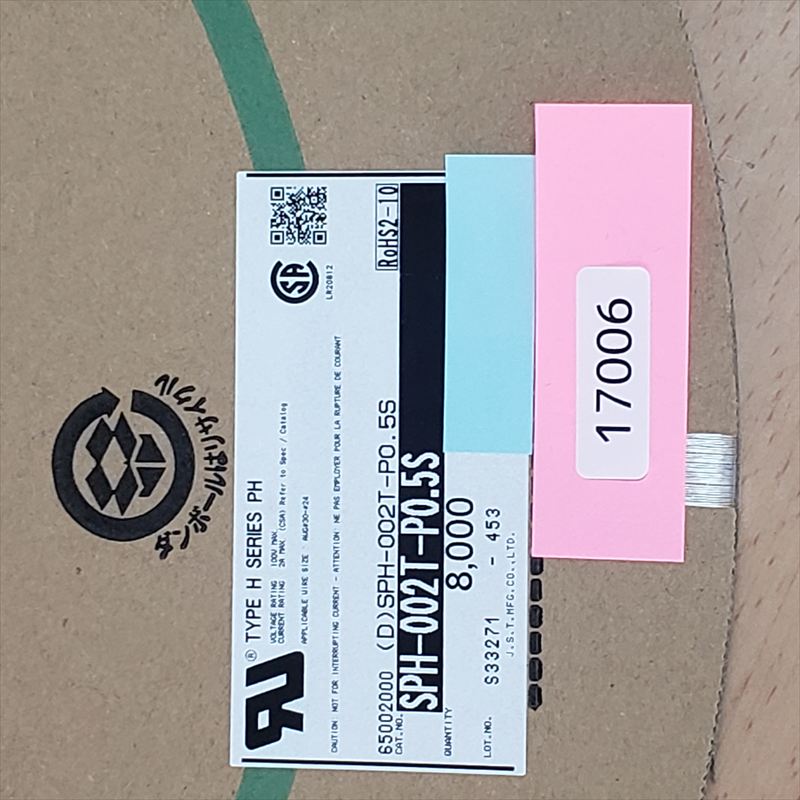 TYPE H SERIES PH
VOLTAGE RATING 100V MAX
CURRENT RATING 2A MAX (CSA) Refer to Spec / Catalog
APPLICABLE WIRE SIZE : AWG#30-#24
CAUTION: NOT FOR INTERRUPTING CURRENT - ATTENTION: NE PAS EMPLOYER POUR LA RUPTURE DE COURANT
LR20812
RoHS2-10
65002000 (D)SPH-002T-P0.5S
CAT.NO. SPH-002T-P0.5S
QUANTITY 8,000
LOT.NO. S33271 - 453
J.S.T.MFG.CO.,LTD.
17006
ダンボールはリサイクル